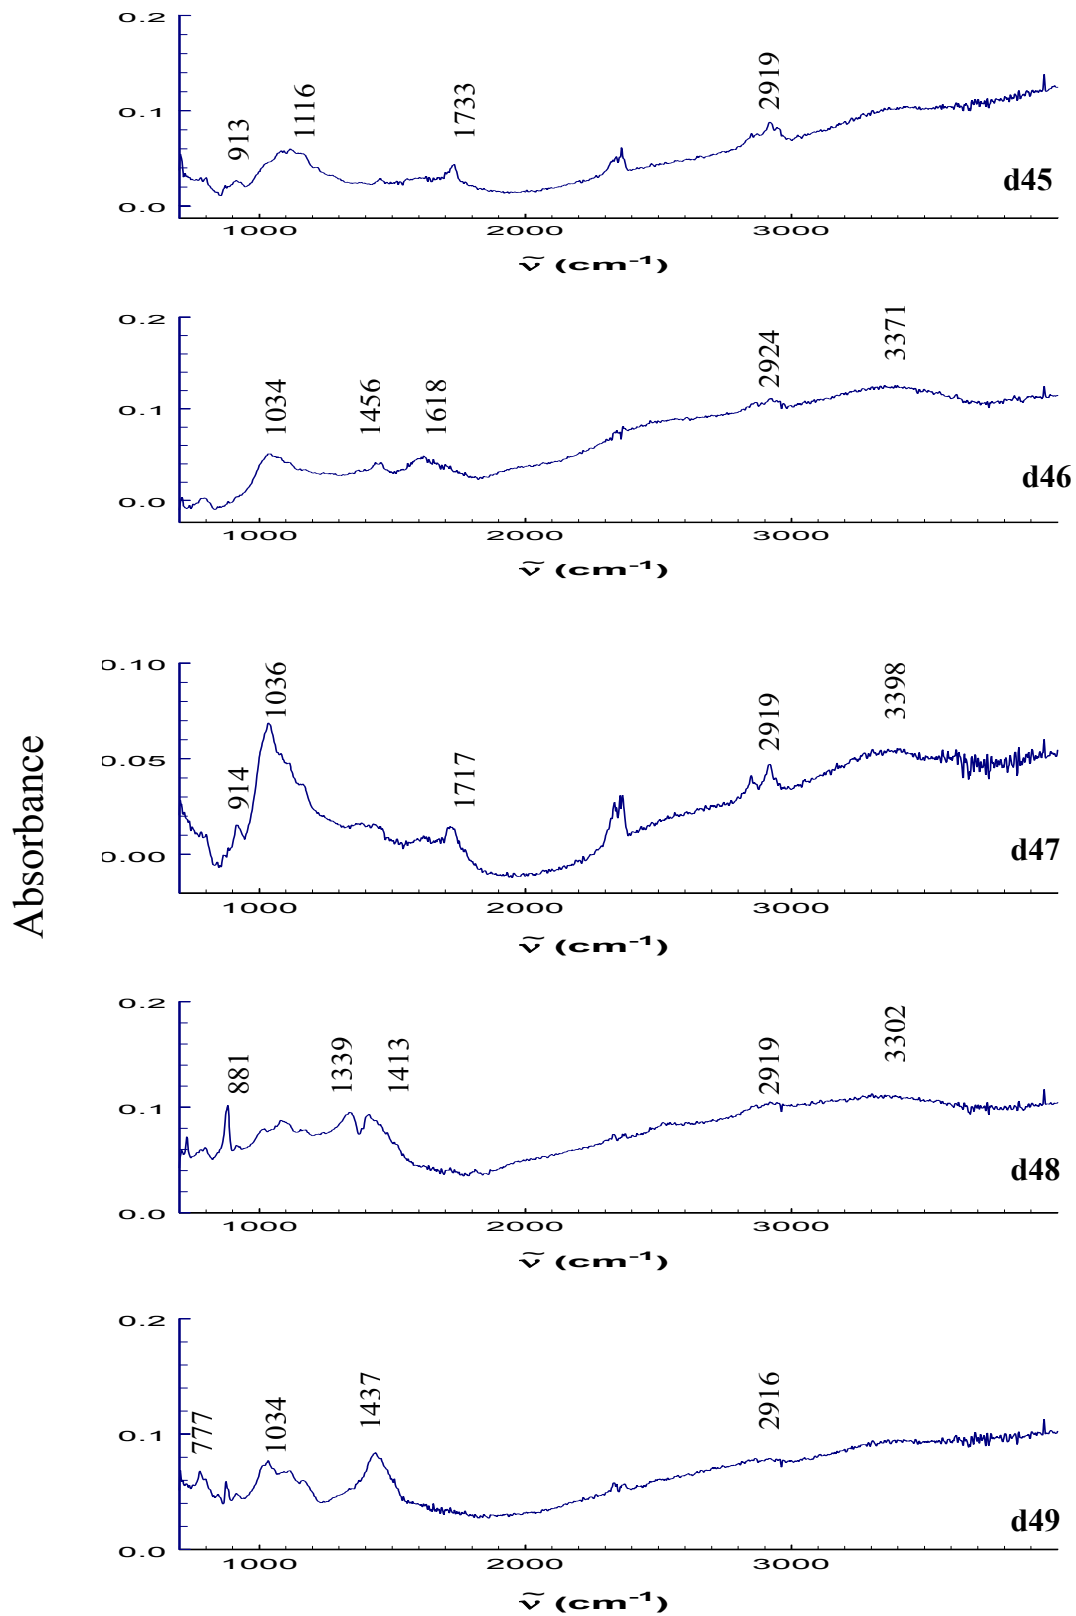 Absorbance
0.2
913
1116
1733
2919
0.1
d45
0.0
1000 2000 3000
ν̃ (cm⁻¹)
0.2
1034
1456
1618
2924
3371
0.1
d46
0.0
1000 2000 3000
ν̃ (cm⁻¹)
0.10
1036
914
1717
2919
3398
0.05
d47
0.00
1000 2000 3000
ν̃ (cm⁻¹)
0.2
881
1339
1413
2919
3302
0.1
d48
0.0
1000 2000 3000
ν̃ (cm⁻¹)
0.2
777
1034
1437
2916
0.1
d49
0.0
1000 2000 3000
ν̃ (cm⁻¹)